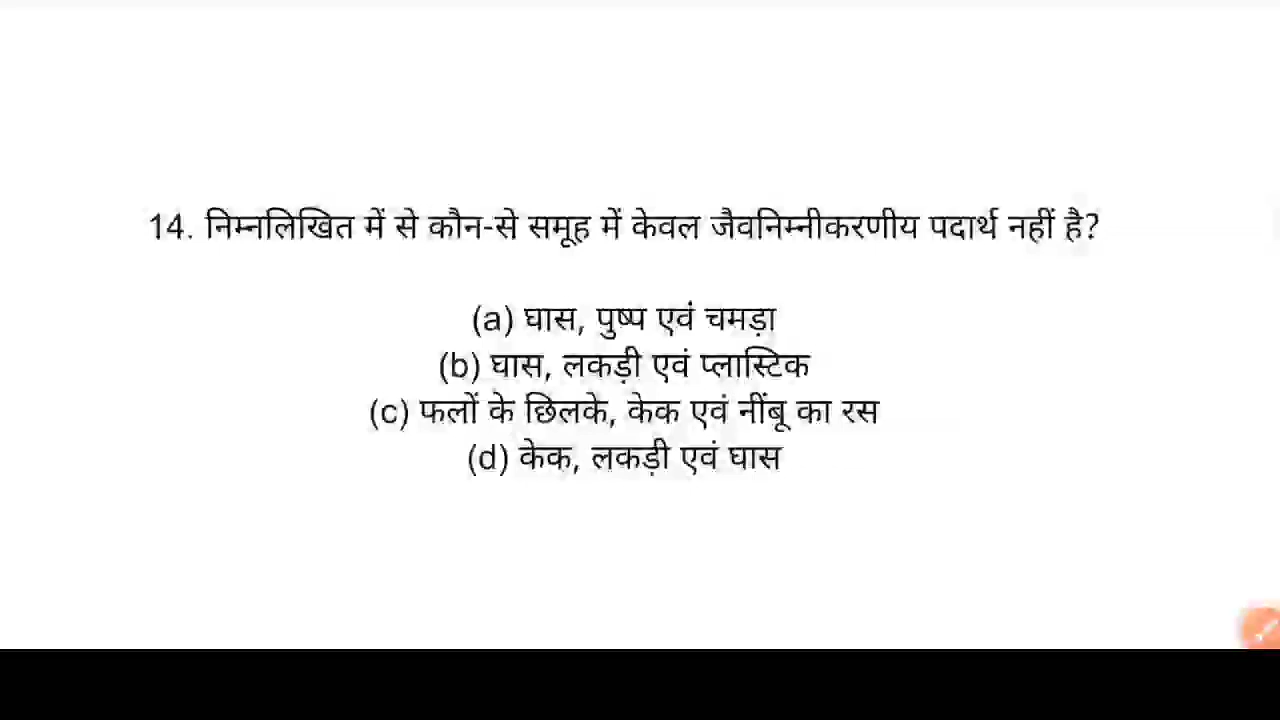 14. निम्नलिखित में से कौन-से समूह में केवल जैवनिम्नीकरणीय पदार्थ नहीं है?
(a) घास, पुष्प एवं चमड़ा
(b) घास, लकड़ी एवं प्लास्टिक
(c) फलों के छिलके, केक एवं नींबू का रस
(d) केक, लकड़ी एवं घास